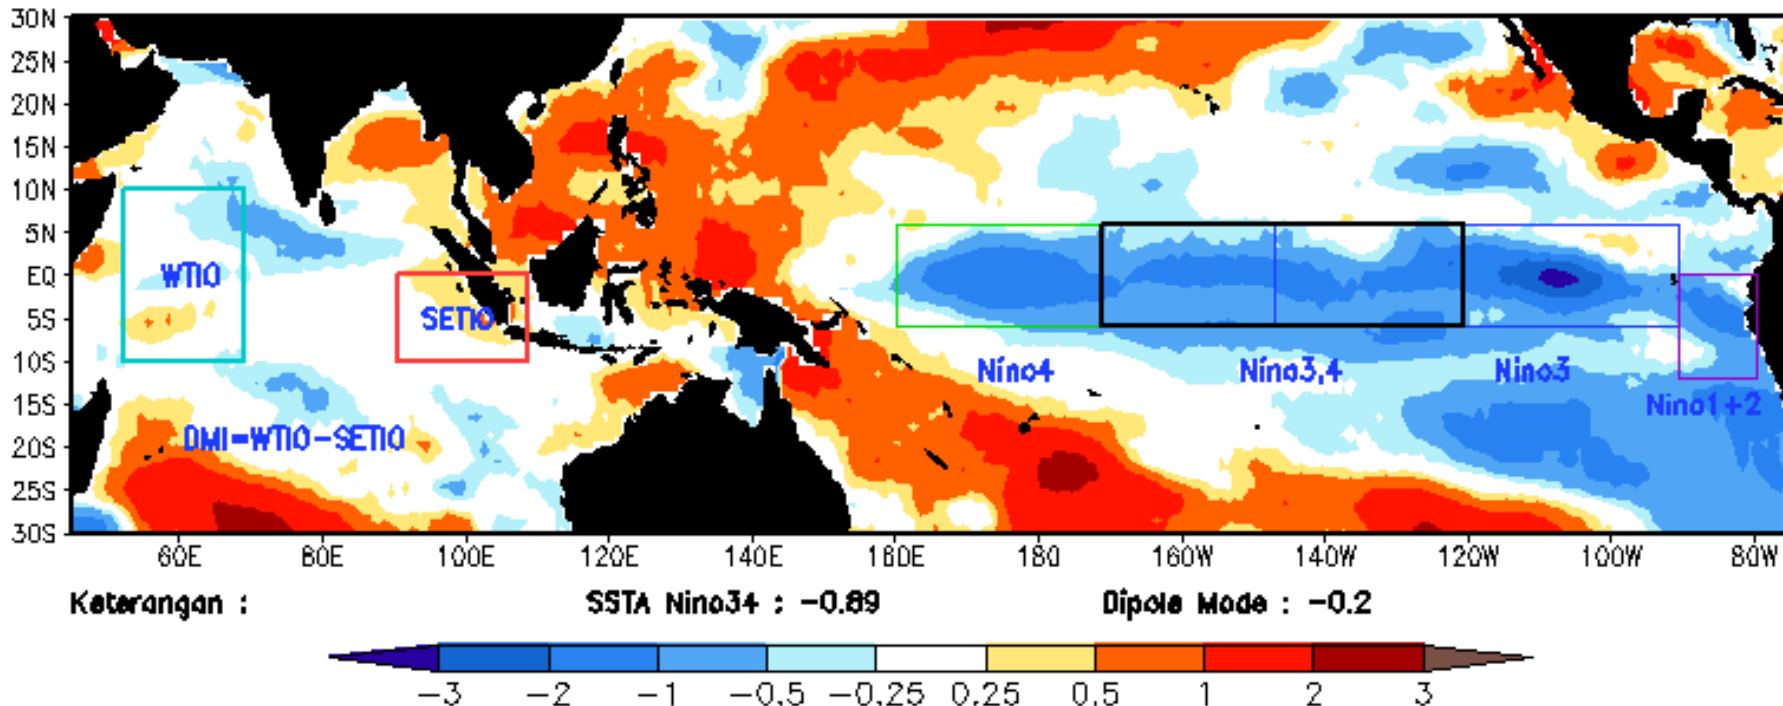 30N
25N
20N
15N
10N
5N
EQ
5S
10S
15S
20S
25S
30S
WTIO
SETIO
DMI=WTIO-SETIO
Nino4
Nino3,4
Nino3
Nino1+2
60E 80E 100E 120E 140E 160E 180 160W 140W 120W 100W 80W
Keterangan : SSTA Nino34 : -0.89 Dipole Mode : -0.2
-3 -2 -1 -0.5 -0.25 0.25 0.5 1 2 3